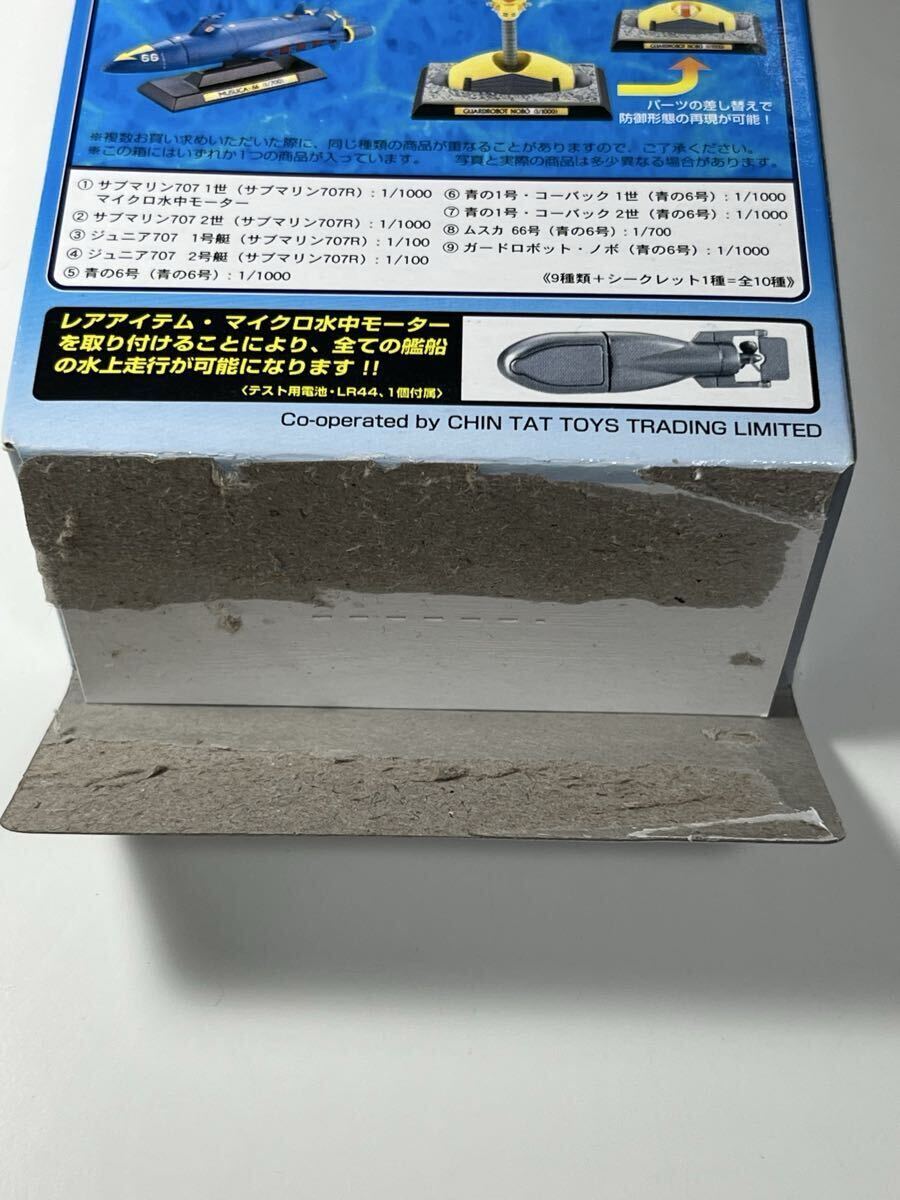 66
MUSUCA-66 (1/700)
GUARDROBOT NOBO (1/1000)
GUARDROBOT NOBO (1/1000)
パーツの差し替えで
防御形態の再現が可能！
※複数お買い求めいただいた際に、同じ種類の商品が重なることがありますので、ご了承ください。
※この箱にはいずれか1つの商品が入っています。 写真と実際の商品は多少異なる場合があります。
① サブマリン707 1世（サブマリン707R）：1/1000
マイクロ水中モーター
② サブマリン707 2世（サブマリン707R）：1/1000
③ ジュニア707 1号艇（サブマリン707R）：1/100
④ ジュニア707 2号艇（サブマリン707R）：1/100
⑤ 青の6号（青の6号）：1/1000
⑥ 青の1号・コーバック 1世（青の6号）：1/1000
⑦ 青の1号・コーバック 2世（青の6号）：1/1000
⑧ ムスカ 66号（青の6号）：1/700
⑨ ガードロボット・ノボ（青の6号）：1/1000
《9種類＋シークレット1種＝全10種》
レアアイテム・マイクロ水中モーター
を取り付けることにより、全ての艦船
の水上走行が可能になります!!
〈テスト用電池・LR44、1個付属〉
Co-operated by CHIN TAT TOYS TRADING LIMITED